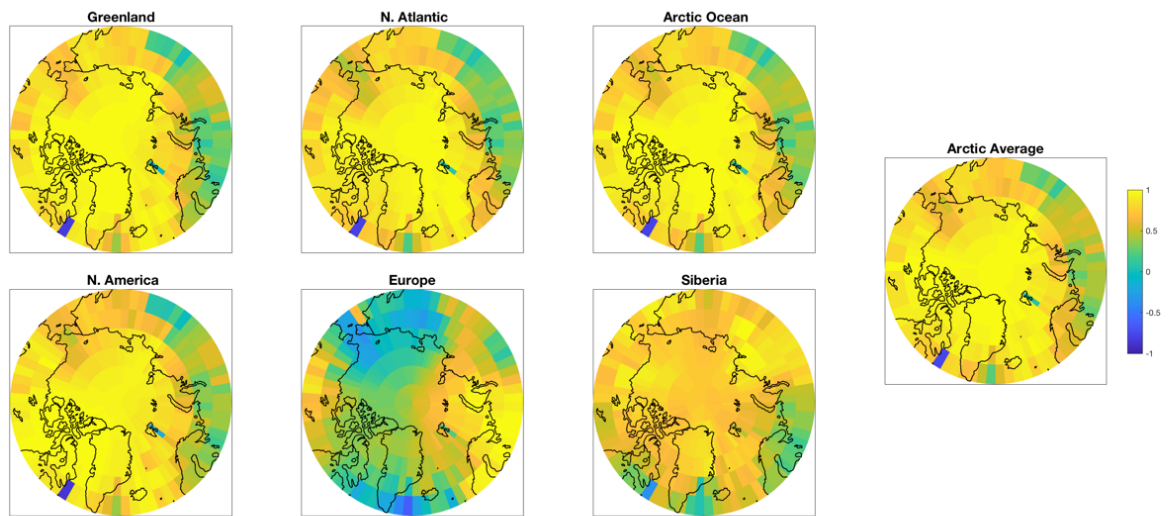 Greenland
N. Atlantic
Arctic Ocean
Arctic Average
1
0.5
0
-0.5
-1
N. America
Europe
Siberia